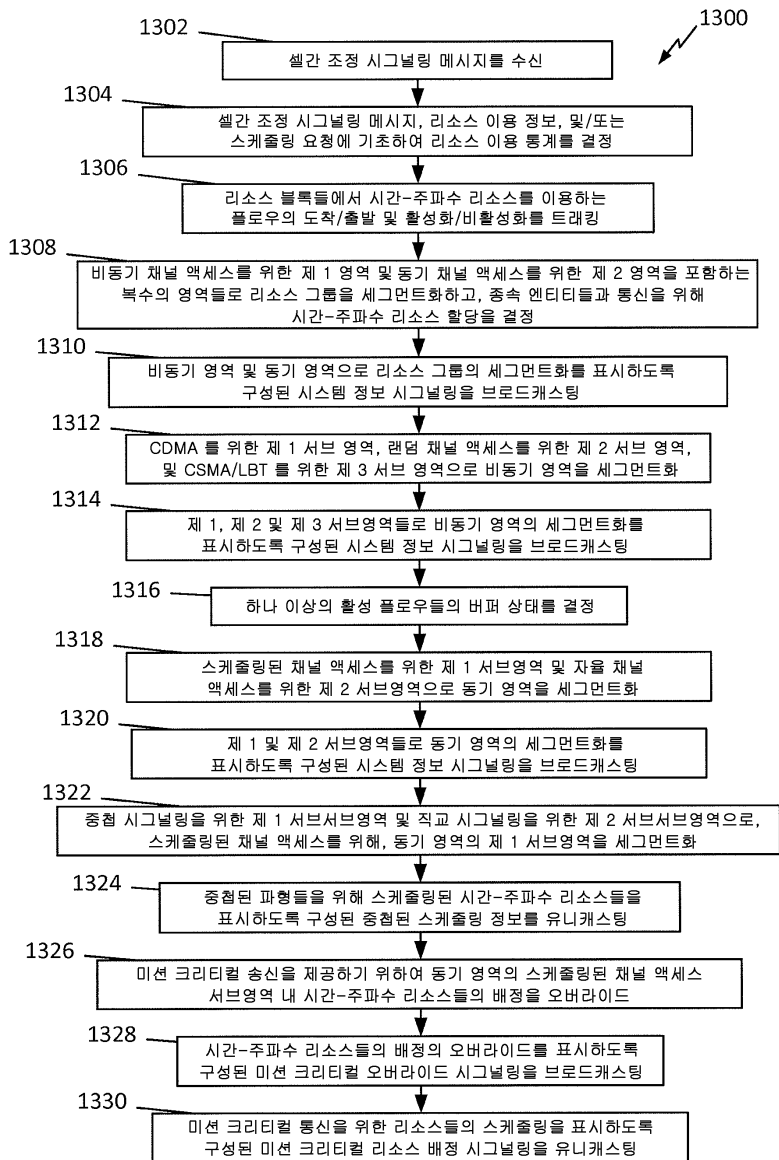 1300
1302
셀간 조정 시그널링 메시지를 수신
1304
셀간 조정 시그널링 메시지, 리소스 이용 정보, 및/또는
스케줄링 요청에 기초하여 리소스 이용 통계를 결정
1306
리소스 블록들에서 시간-주파수 리소스를 이용하는
플로우의 도착/출발 및 활성화/비활성화를 트래킹
1308
비동기 채널 액세스를 위한 제 1 영역 및 동기 채널 액세스를 위한 제 2 영역을 포함하는
복수의 영역들로 리소스 그룹을 세그먼트화하고, 종속 엔티티들과 통신을 위해
시간-주파수 리소스 할당을 결정
1310
비동기 영역 및 동기 영역으로 리소스 그룹의 세그먼트화를 표시하도록
구성된 시스템 정보 시그널링을 브로드캐스팅
1312
CDMA 를 위한 제 1 서브 영역, 랜덤 채널 액세스를 위한 제 2 서브 영역,
및 CSMA/LBT 를 위한 제 3 서브 영역으로 비동기 영역을 세그먼트화
1314
제 1, 제 2 및 제 3 서브영역들로 비동기 영역의 세그먼트화를
표시하도록 구성된 시스템 정보 시그널링을 브로드캐스팅
1316
하나 이상의 활성 플로우들의 버퍼 상태를 결정
1318
스케줄링된 채널 액세스를 위한 제 1 서브영역 및 자율 채널
액세스를 위한 제 2 서브영역으로 동기 영역을 세그먼트화
1320
제 1 및 제 2 서브영역들로 동기 영역의 세그먼트화를
표시하도록 구성된 시스템 정보 시그널링을 브로드캐스팅
1322
중첩 시그널링을 위한 제 1 서브서브영역 및 직교 시그널링을 위한 제 2 서브서브영역으로,
스케줄링된 채널 액세스를 위해, 동기 영역의 제 1 서브영역을 세그먼트화
1324
중첩된 파형들을 위해 스케줄링된 시간-주파수 리소스들을
표시하도록 구성된 중첩된 스케줄링 정보를 유니캐스팅
1326
미션 크리티컬 송신을 제공하기 위하여 동기 영역의 스케줄링된 채널 액세스
서브영역 내 시간-주파수 리소스들의 배정을 오버라이드
1328
시간-주파수 리소스들의 배정의 오버라이드를 표시하도록
구성된 미션 크리티컬 오버라이드 시그널링을 브로드캐스팅
1330
미션 크리티컬 통신을 위한 리소스들의 스케줄링을 표시하도록
구성된 미션 크리티컬 리소스 배정 시그널링을 유니캐스팅